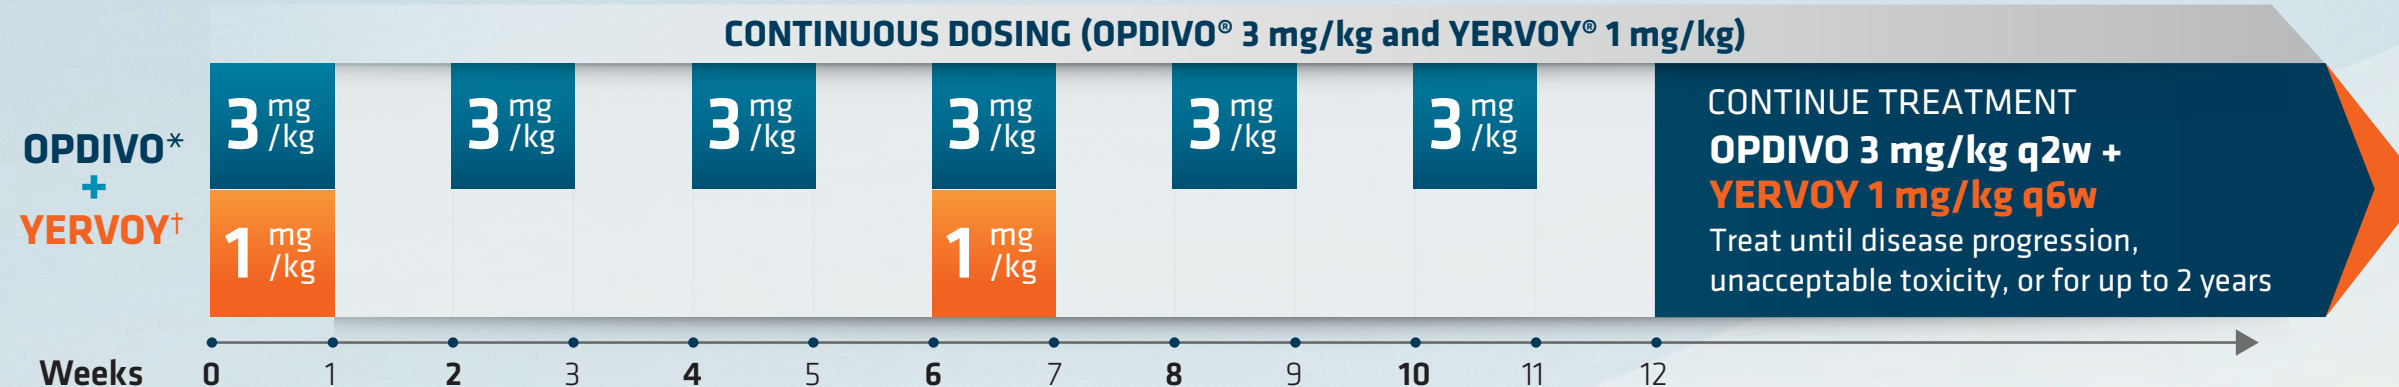 CONTINUOUS DOSING (OPDIVO® 3 mg/kg and YERVOY® 1 mg/kg)
OPDIVO*
+
YERVOY†
3 mg/kg 3 mg/kg 3 mg/kg 3 mg/kg 3 mg/kg 3 mg/kg
1 mg/kg 1 mg/kg
CONTINUE TREATMENT
OPDIVO 3 mg/kg q2w +
YERVOY 1 mg/kg q6w
Treat until disease progression,
unacceptable toxicity, or for up to 2 years
Weeks 0 1 2 3 4 5 6 7 8 9 10 11 12